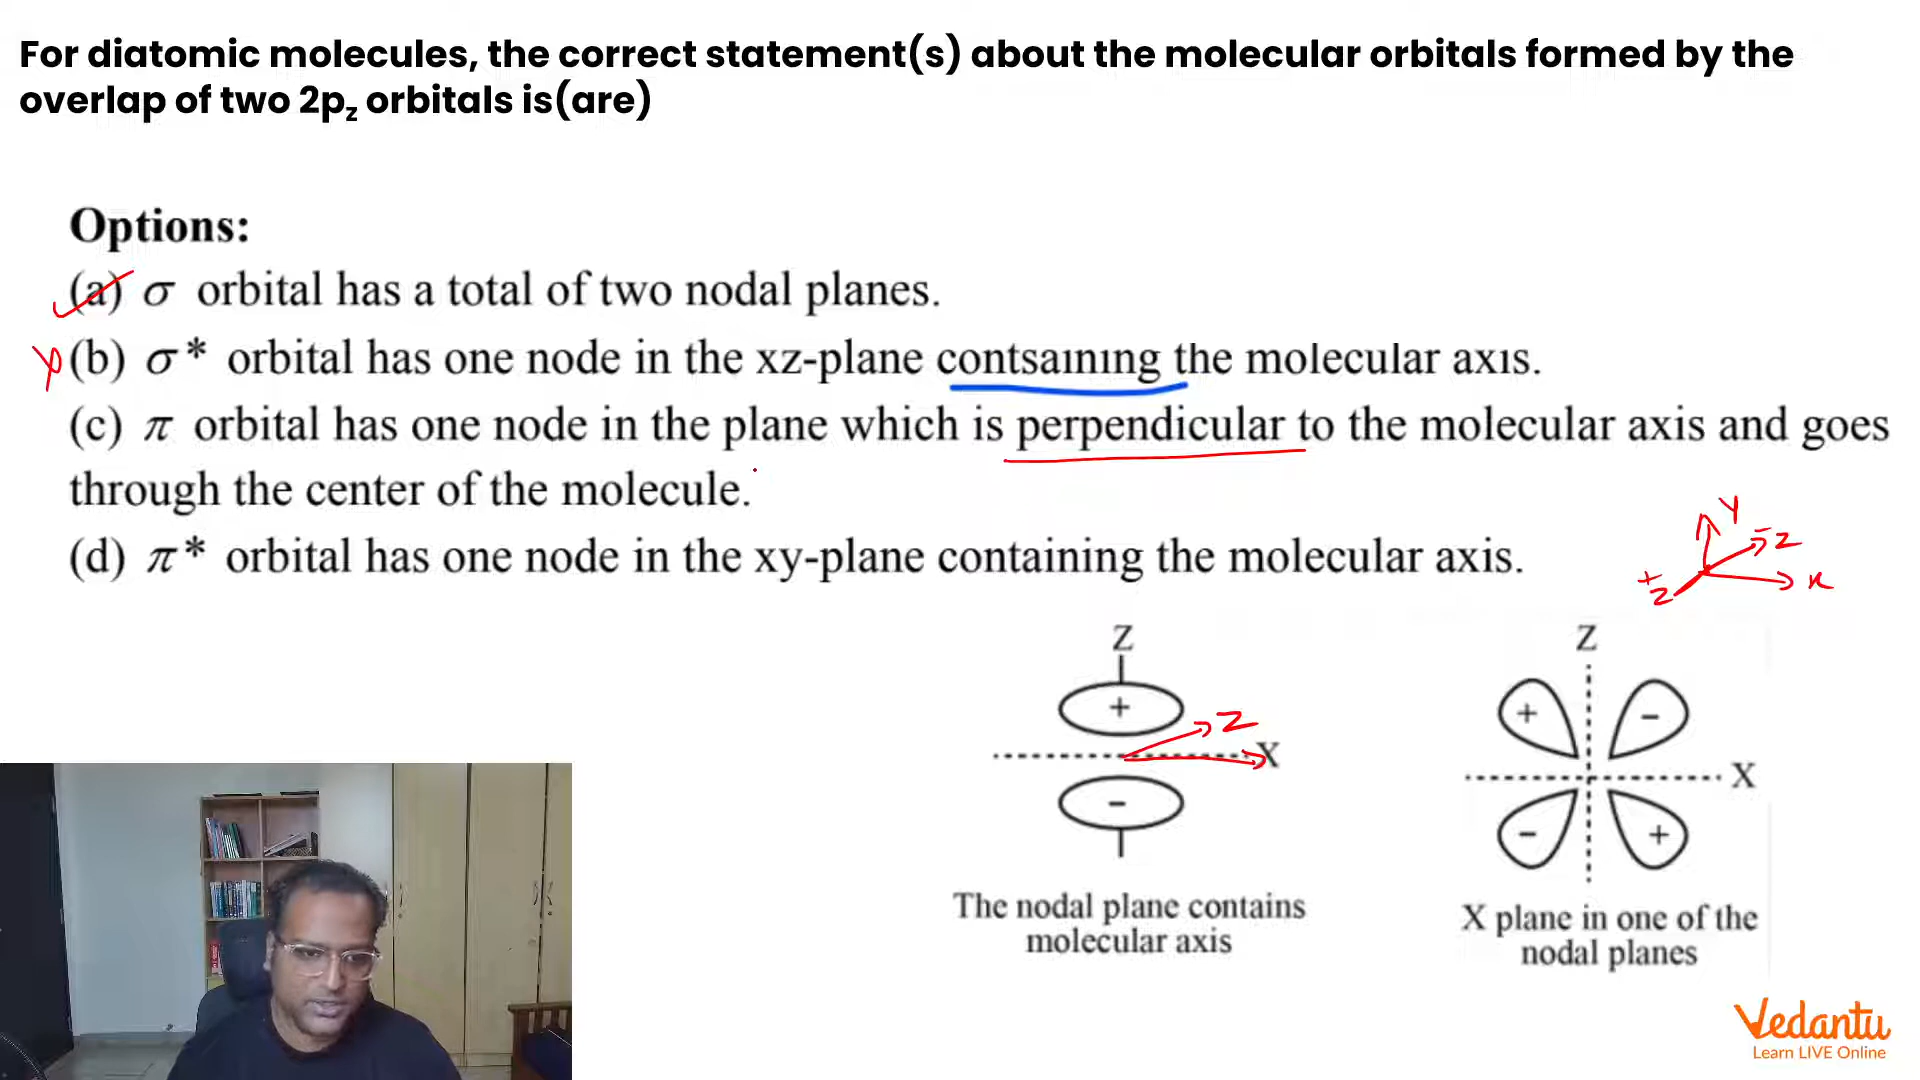 For diatomic molecules, the correct statement(s) about the molecular orbitals formed by the
overlap of two 2pz orbitals is(are)
Options:
(a) σ orbital has a total of two nodal planes.
(b) σ* orbital has one node in the xz-plane contsaining the molecular axis.
(c) π orbital has one node in the plane which is perpendicular to the molecular axis and goes
through the center of the molecule.
(d) π* orbital has one node in the xy-plane containing the molecular axis.
Y
Z
x
+
Z
Z
+
Z
X
-
The nodal plane contains
molecular axis
Z
+ -
X
- +
X plane in one of the
nodal planes
Vedantu
Learn LIVE Online